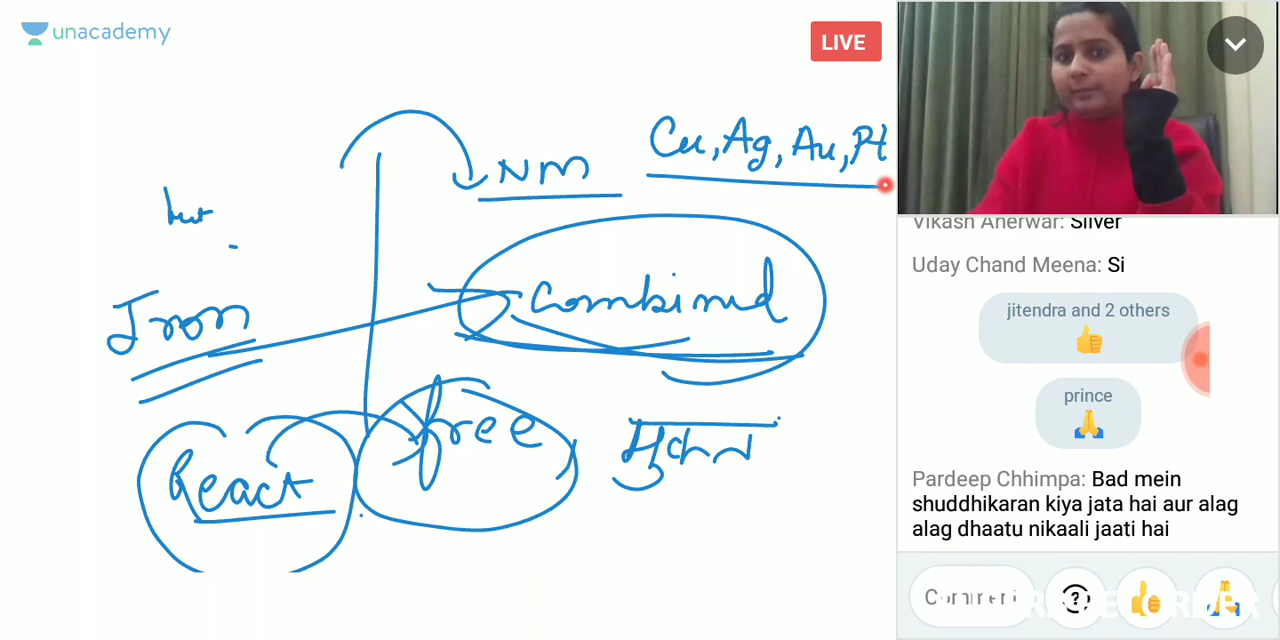 unacademy
LIVE
NM
Cu, Ag, Au, Pt
hut
Iron
Combined
React
free
मुक्त
Vikash Anerwar: Silver
Uday Chand Meena: Si
jitendra and 2 others
prince
Pardeep Chhimpa: Bad mein
shuddhikaran kiya jata hai aur alag
alag dhaatu nikaali jaati hai